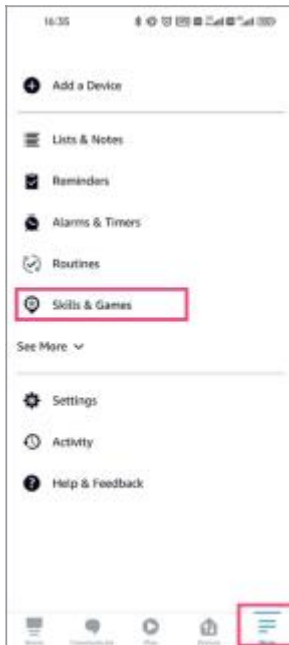 16:35
Add a Device
Lists & Notes
Reminders
Alarms & Timers
Routines
Skills & Games
See More
Settings
Activity
Help & Feedback